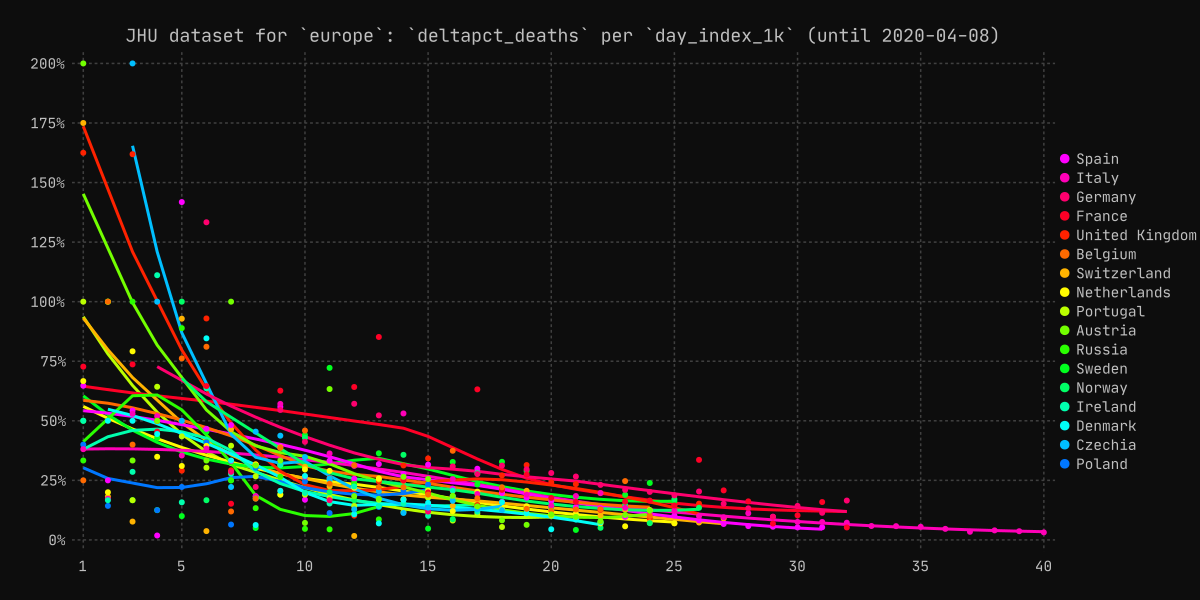 JHU dataset for `europe`: `deltapct_deaths` per `day_index_1k` (until 2020-04-08)
200%
175%
150%
125%
100%
75%
50%
25%
0%
1 5 10 15 20 25 30 35 40
Spain
Italy
Germany
France
United Kingdom
Belgium
Switzerland
Netherlands
Portugal
Austria
Russia
Sweden
Norway
Ireland
Denmark
Czechia
Poland